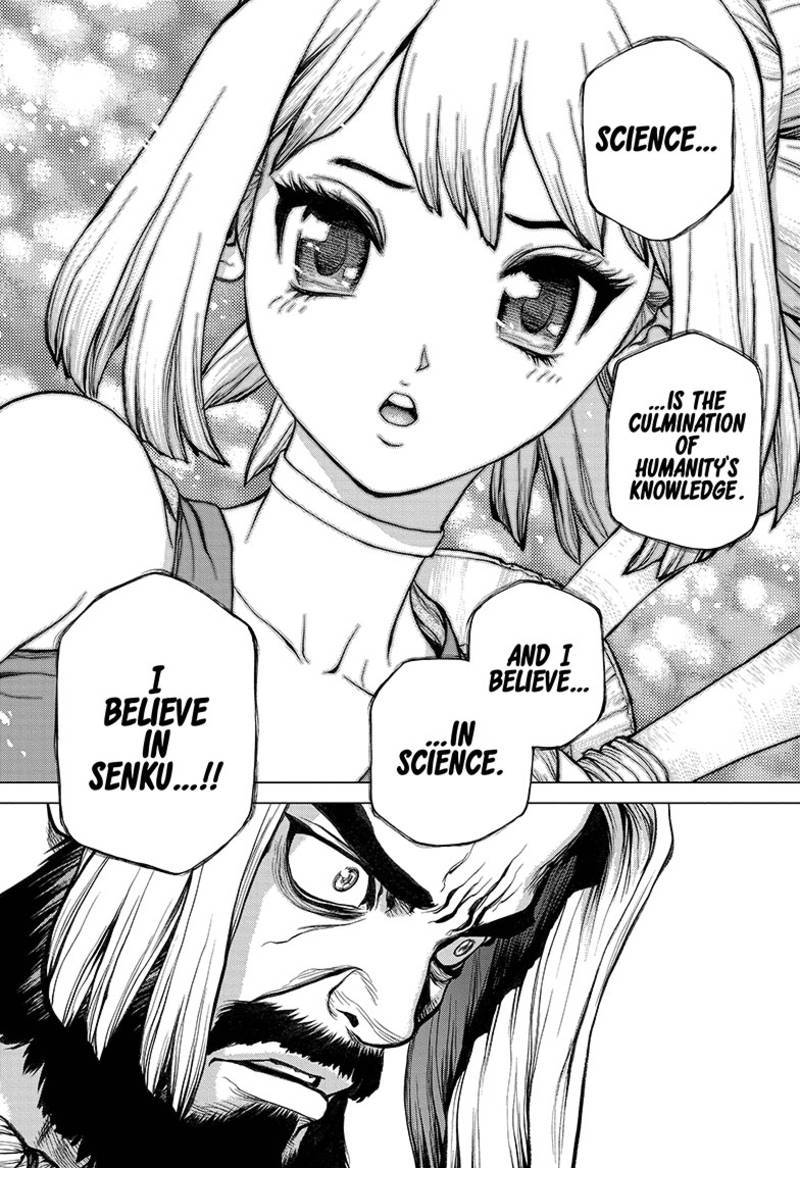 SCIENCE...
...IS THE
CULMINATION
OF
HUMANITY'S
KNOWLEDGE.
AND I
BELIEVE...
...IN
SCIENCE.
I
BELIEVE
IN
SENKU...!!